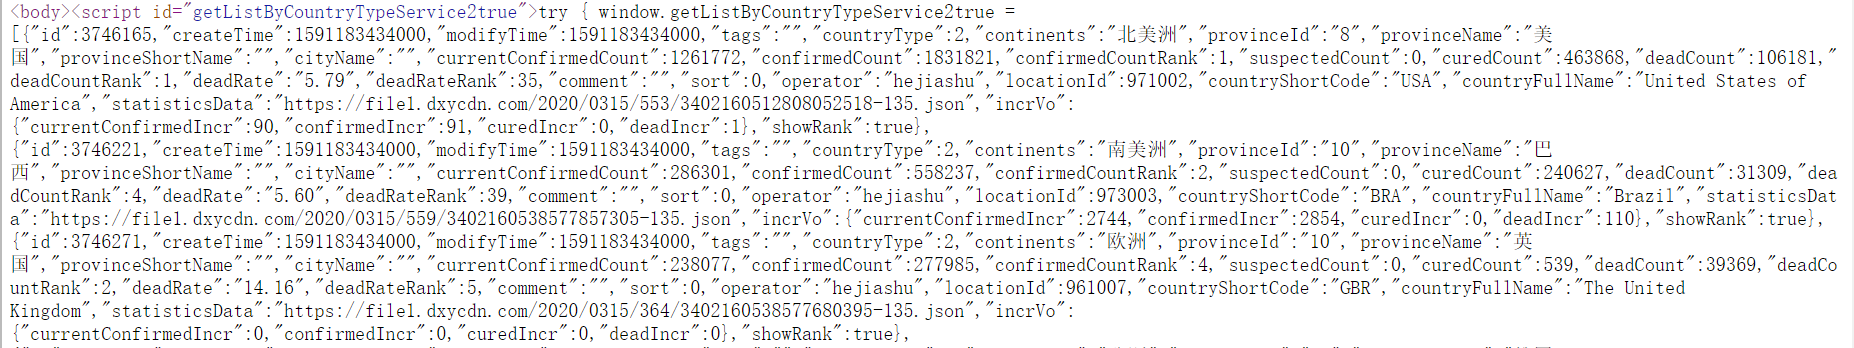 <body><script id="getListByCountryTypeService2true">try { window.getListByCountryTypeService2true =
[{"id":3746165,"createTime":1591183434000,"modifyTime":1591183434000,"tags":"","countryType":2,"continents":"北美洲","provinceId":"8","provinceName":"美
国","provinceShortName":"","cityName":"","currentConfirmedCount":1261772,"confirmedCount":1831821,"confirmedCountRank":1,"suspectedCount":0,"curedCount":463868,"deadCount":106181,"
deadCountRank":1,"deadRate":"5.79","deadRateRank":35,"comment":"","sort":0,"operator":"hejiashu","locationId":971002,"countryShortCode":"USA","countryFullName":"United States of
America","statisticsData":"https://file1.dxycdn.com/2020/0315/553/3402160512808052518-135.json","incrVo":
{"currentConfirmedIncr":90,"confirmedIncr":91,"curedIncr":0,"deadIncr":1},"showRank":true},
{"id":3746221,"createTime":1591183434000,"modifyTime":1591183434000,"tags":"","countryType":2,"continents":"南美洲","provinceId":"10","provinceName":"巴
西","provinceShortName":"","cityName":"","currentConfirmedCount":286301,"confirmedCount":558237,"confirmedCountRank":2,"suspectedCount":0,"curedCount":240627,"deadCount":31309,"dea
dCountRank":4,"deadRate":"5.60","deadRateRank":39,"comment":"","sort":0,"operator":"hejiashu","locationId":973003,"countryShortCode":"BRA","countryFullName":"Brazil","statisticsDat
a":"https://file1.dxycdn.com/2020/0315/559/3402160538577857305-135.json","incrVo":{"currentConfirmedIncr":2744,"confirmedIncr":2854,"curedIncr":0,"deadIncr":110},"showRank":true},
{"id":3746271,"createTime":1591183434000,"modifyTime":1591183434000,"tags":"","countryType":2,"continents":"欧洲","provinceId":"10","provinceName":"英
国","provinceShortName":"","cityName":"","currentConfirmedCount":238077,"confirmedCount":277985,"confirmedCountRank":4,"suspectedCount":0,"curedCount":539,"deadCount":39369,"deadCo
untRank":2,"deadRate":"14.16","deadRateRank":5,"comment":"","sort":0,"operator":"hejiashu","locationId":961007,"countryShortCode":"GBR","countryFullName":"The United
Kingdom","statisticsData":"https://file1.dxycdn.com/2020/0315/364/3402160538577680395-135.json","incrVo":
{"currentConfirmedIncr":0,"confirmedIncr":0,"curedIncr":0,"deadIncr":0},"showRank":true},